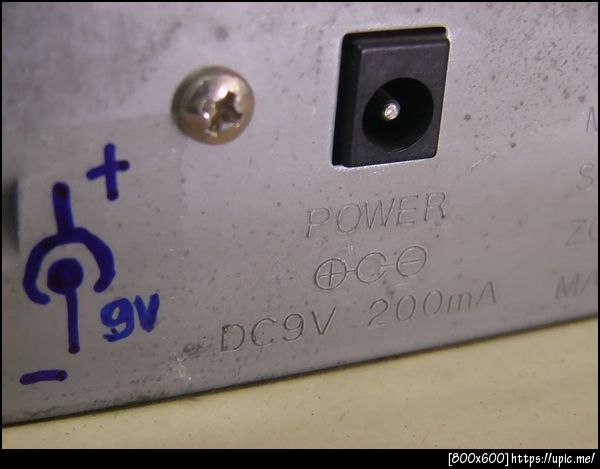 +
9V
-
POWER
DC9V 200mA
[800x600]https://upic.me/